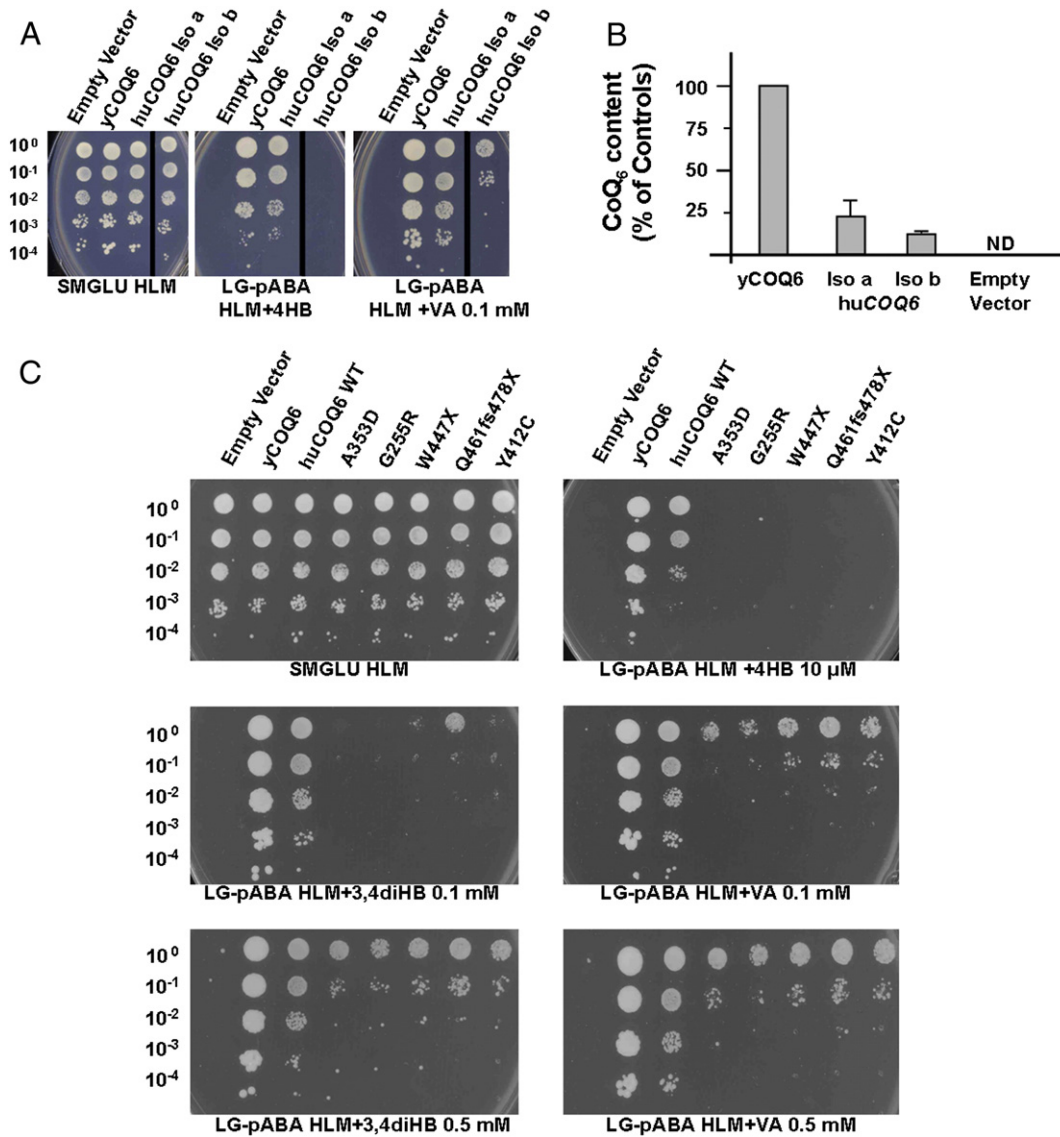 A
Empty Vector
yCOQ6
huCOQ6 Iso a
huCOQ6 Iso b
Empty Vector
yCOQ6
huCOQ6 Iso a
huCOQ6 Iso b
Empty Vector
yCOQ6
huCOQ6 Iso a
huCOQ6 Iso b
10⁰
10⁻¹
10⁻²
10⁻³
10⁻⁴
SMGLU HLM
LG-pABA
HLM+4HB
LG-pABA
HLM +VA 0.1 mM
B
CoQ₆ content
(% of Controls)
100
75
50
25
ND
yCOQ6
Iso a
Iso b
huCOQ6
Empty
Vector
C
Empty Vector
yCOQ6
huCOQ6 WT
A353D
G255R
W447X
Q461fs478X
Y412C
Empty Vector
yCOQ6
huCOQ6 WT
A353D
G255R
W447X
Q461fs478X
Y412C
10⁰
10⁻¹
10⁻²
10⁻³
10⁻⁴
SMGLU HLM
LG-pABA HLM +4HB 10 µM
10⁰
10⁻¹
10⁻²
10⁻³
10⁻⁴
LG-pABA HLM+3,4diHB 0.1 mM
LG-pABA HLM+VA 0.1 mM
10⁰
10⁻¹
10⁻²
10⁻³
10⁻⁴
LG-pABA HLM+3,4diHB 0.5 mM
LG-pABA HLM+VA 0.5 mM